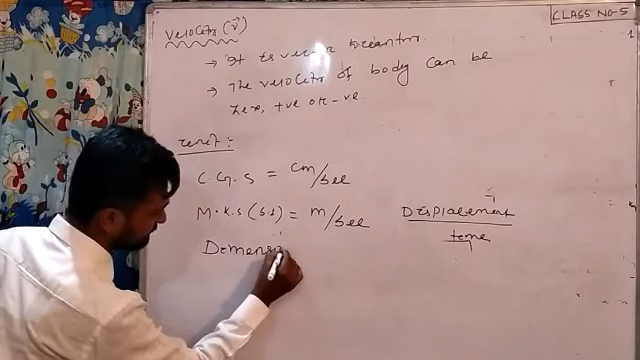 CLASS NO-5
Velocity (v⃗)
→ It is vector quantity.
→ The velocity of body can be
zero, +ve or -ve
unit :
C.G.S = cm/sec
M.K.S (S.I) = m/sec
Displacement
time
Dimensi